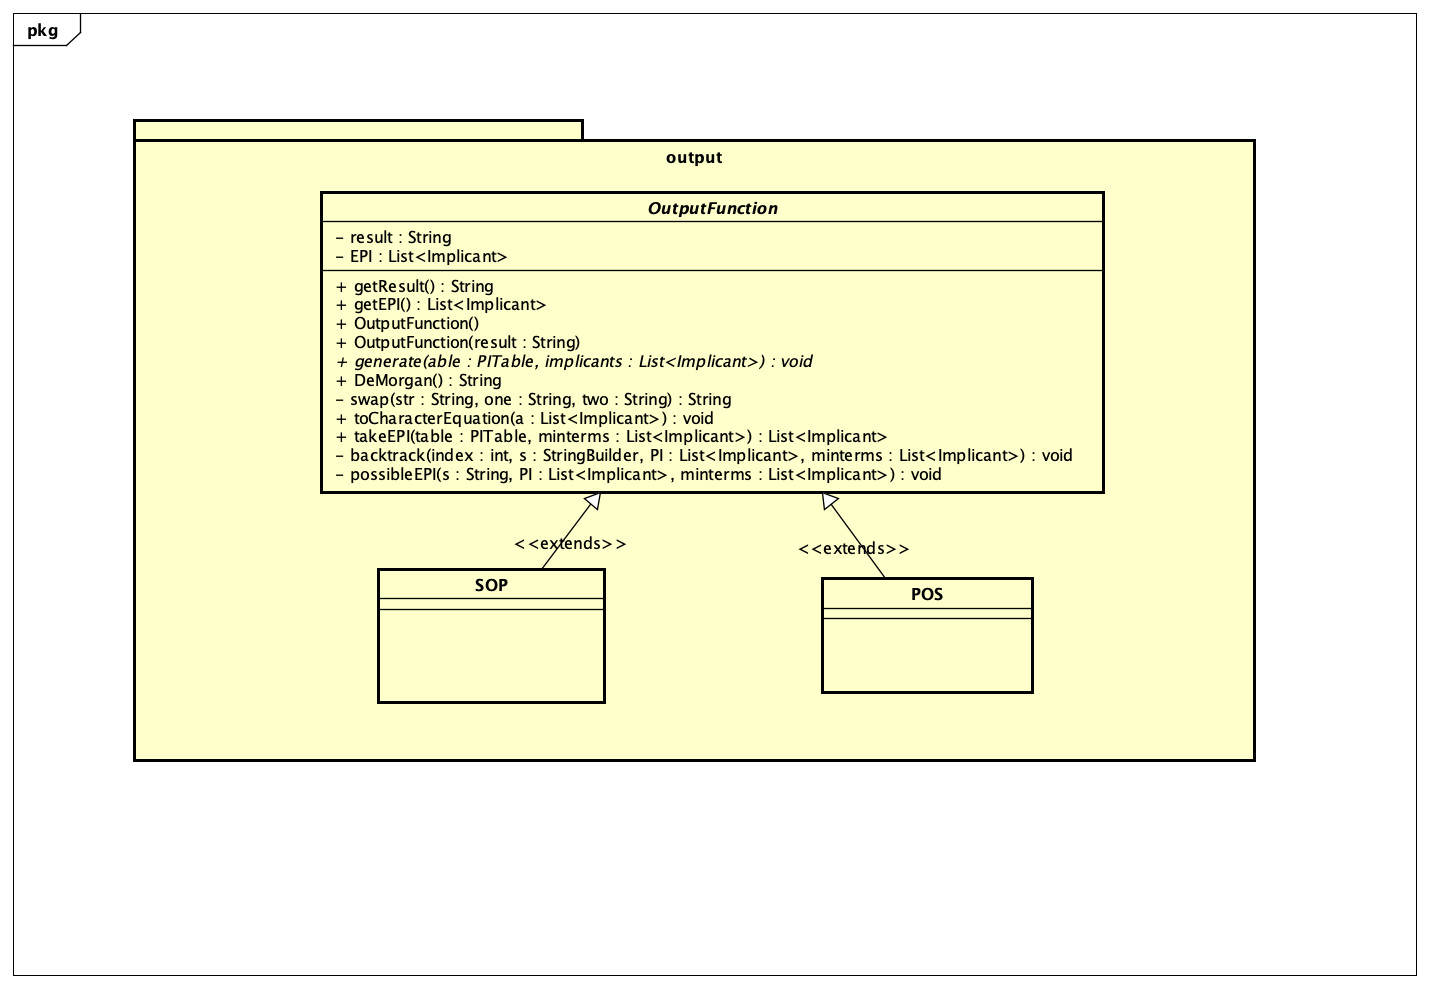 pkg
output
OutputFunction
- result : String
- EPI : List<Implicant>
+ getResult() : String
+ getEPI() : List<Implicant>
+ OutputFunction()
+ OutputFunction(result : String)
+ generate(able : PITable, implicants : List<Implicant>) : void
+ DeMorgan() : String
- swap(str : String, one : String, two : String) : String
+ toCharacterEquation(a : List<Implicant>) : void
+ takeEPI(table : PITable, minterms : List<Implicant>) : List<Implicant>
- backtrack(index : int, s : StringBuilder, PI : List<Implicant>, minterms : List<Implicant>) : void
- possibleEPI(s : String, PI : List<Implicant>, minterms : List<Implicant>) : void
<<extends>>
<<extends>>
SOP
POS